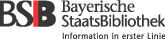 BSB Bayerische
StaatsBibliothek
Information in erster Linie